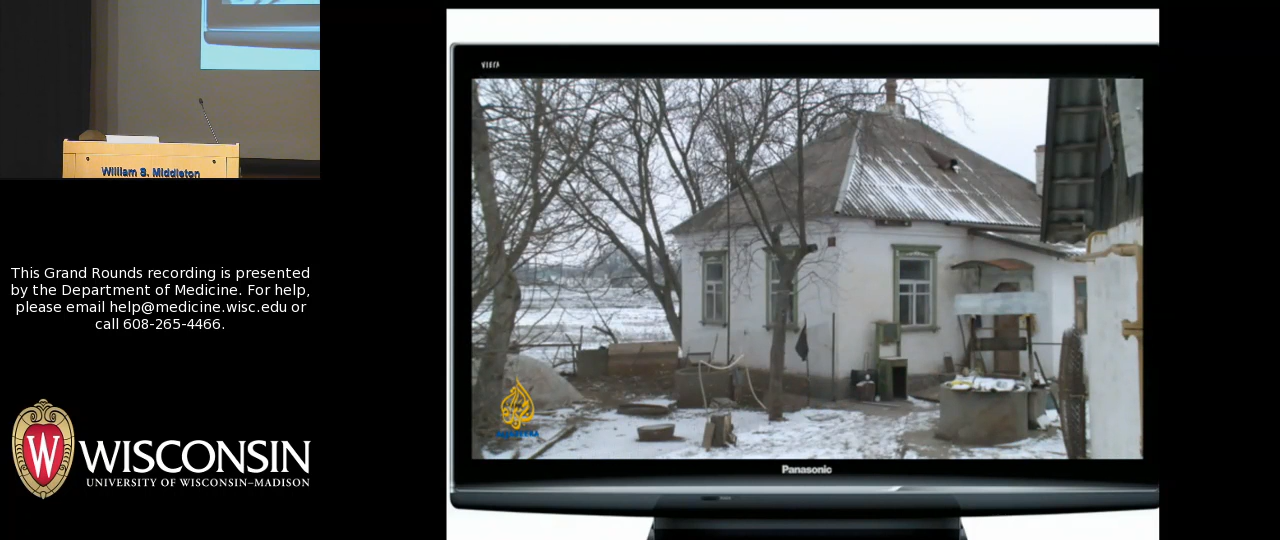 William S. Middleton
This Grand Rounds recording is presented
by the Department of Medicine. For help,
please email help@medicine.wisc.edu or
call 608-265-4466.
W
WISCONSIN
UNIVERSITY OF WISCONSIN–MADISON
VIERA
Panasonic